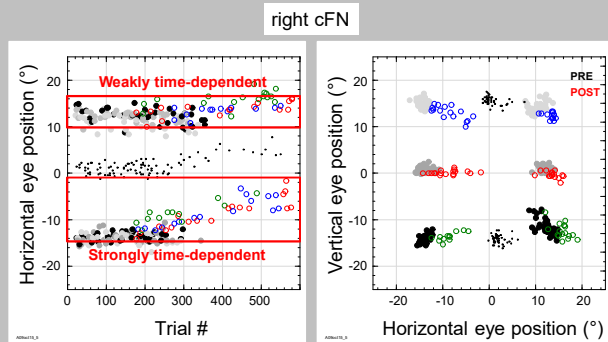 right cFN
Horizontal eye position (°)
20
10
0
-10
-20
Weakly time-dependent
Strongly time-dependent
0 100 200 300 400 500
Trial #
Vertical eye position (°)
20
10
0
-10
-20
PRE
POST
-20 -10 0 10 20
Horizontal eye position (°)